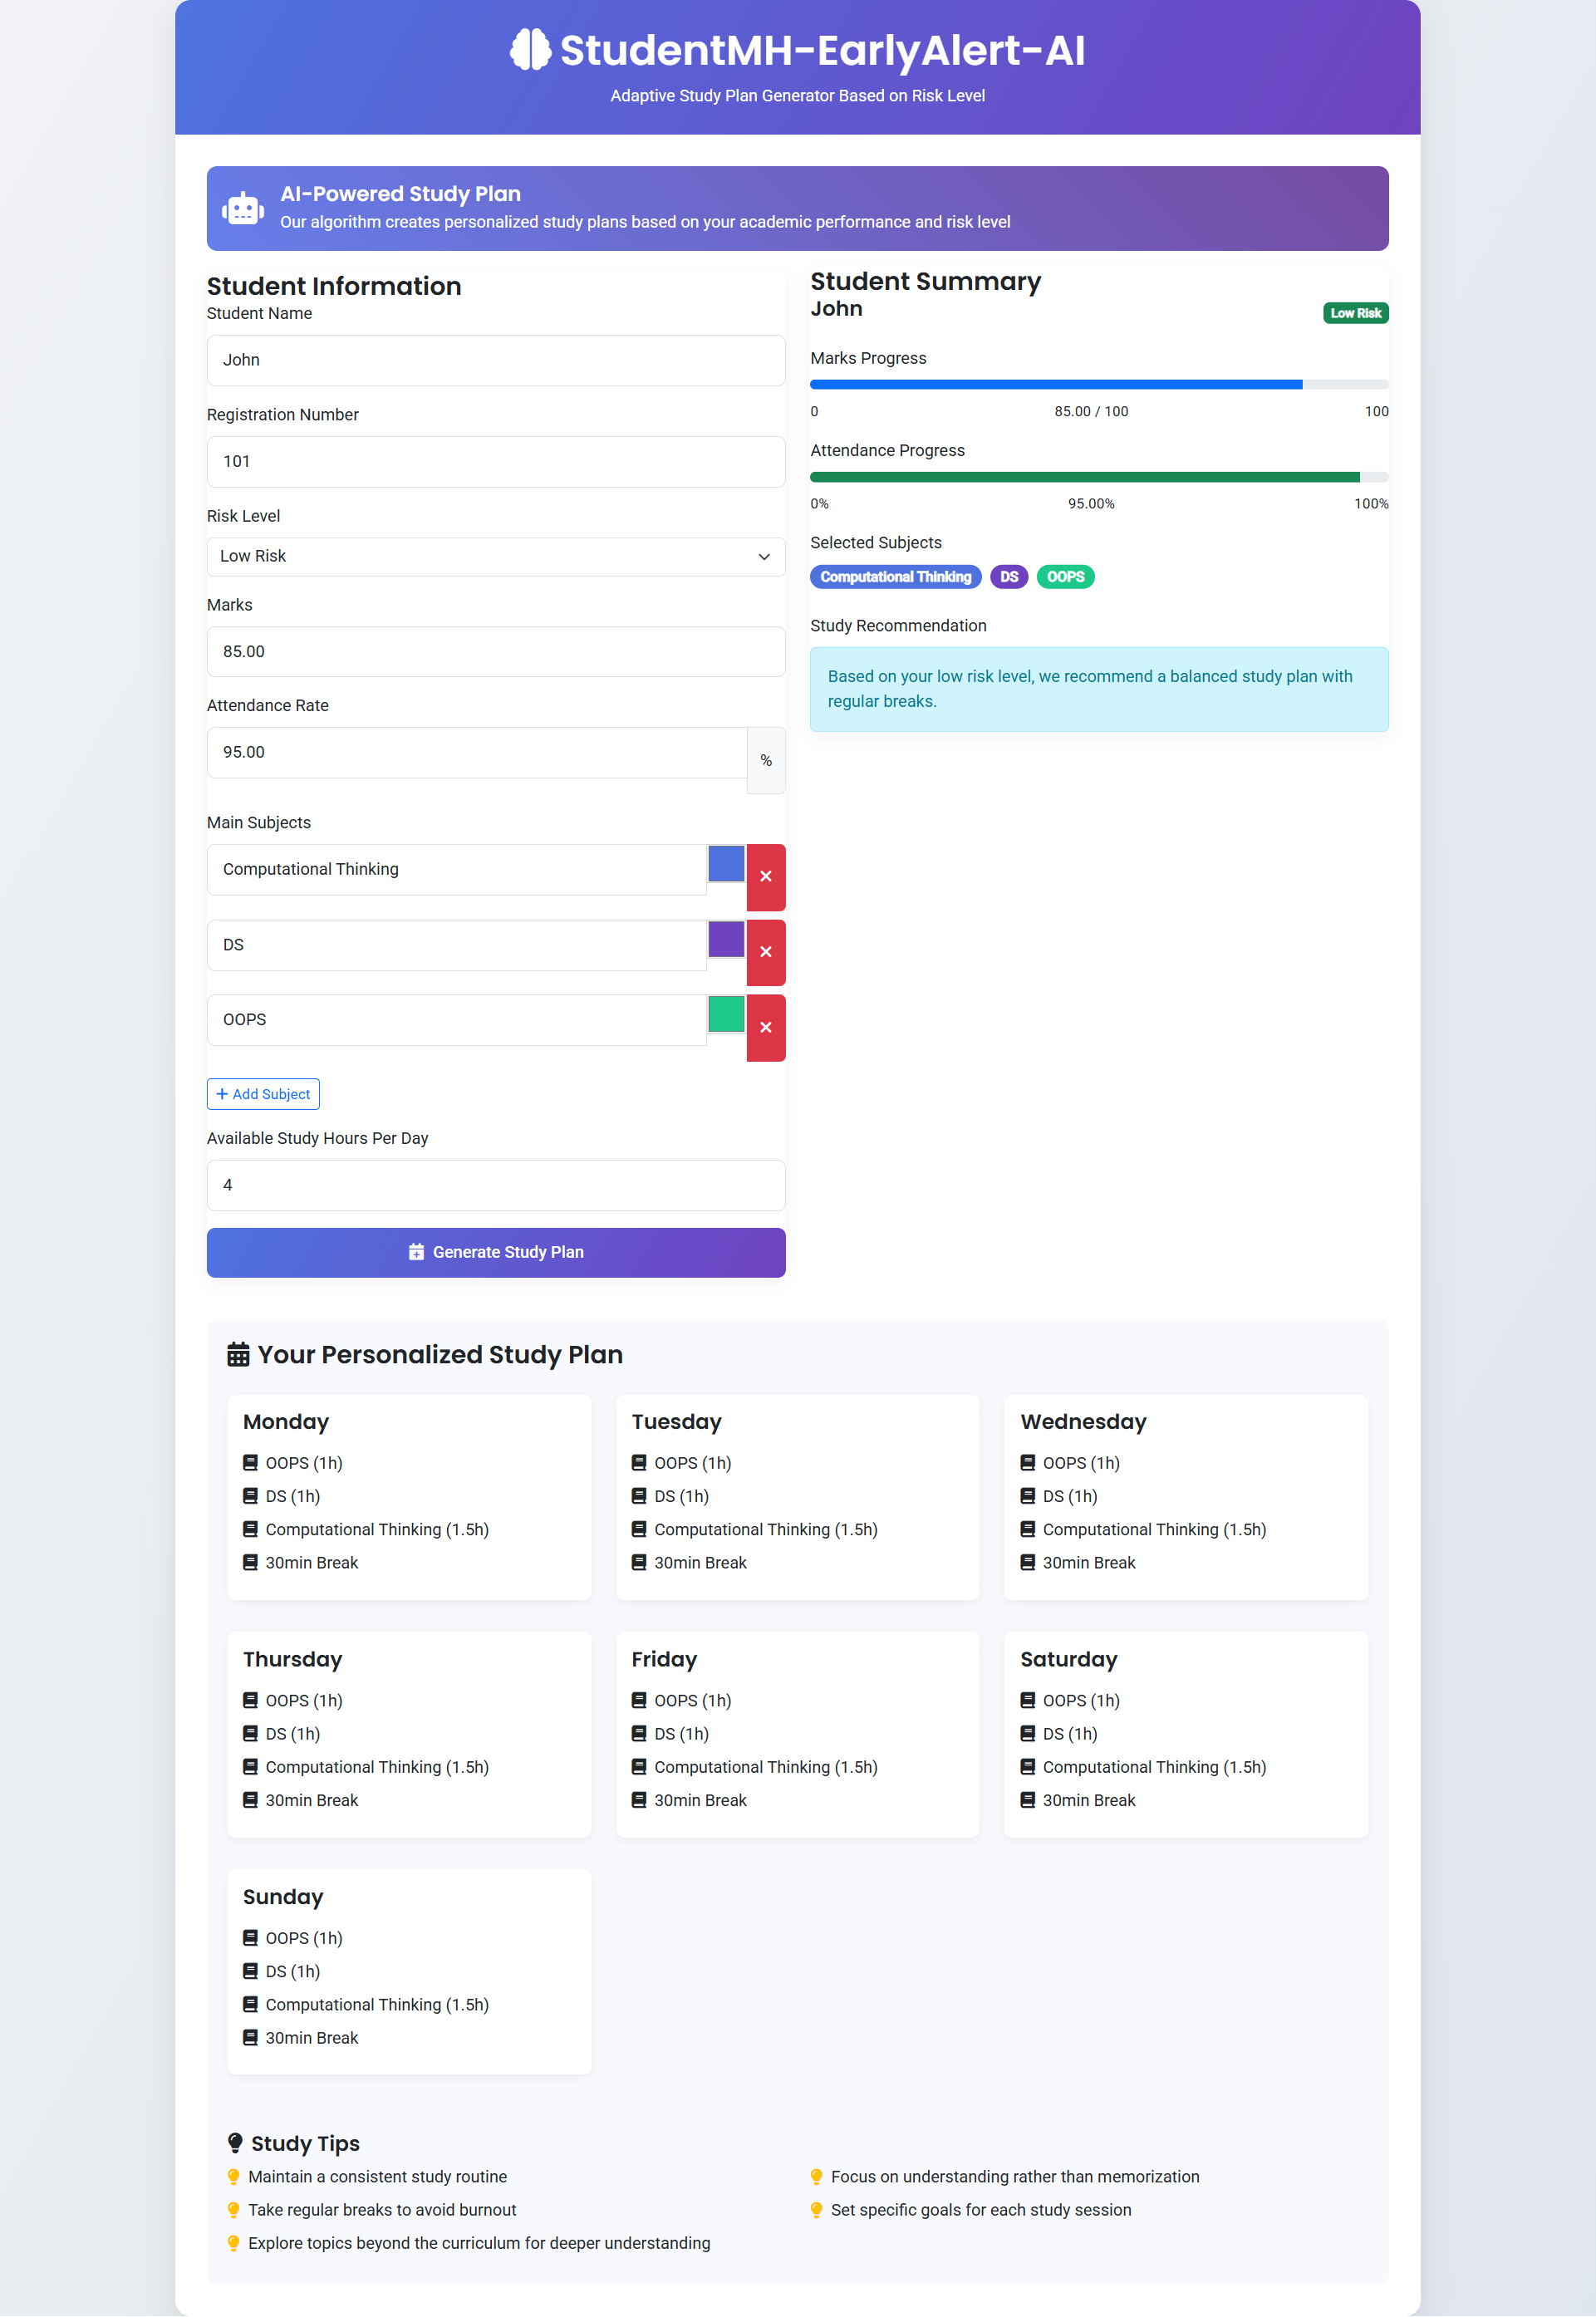 StudentMH-EarlyAlert-AI
Adaptive Study Plan Generator Based on Risk Level
AI-Powered Study Plan
Our algorithm creates personalized study plans based on your academic performance and risk level
Student Information
Student Name
John
Registration Number
101
Risk Level
Low Risk
Marks
85.00
Attendance Rate
95.00
%
Main Subjects
Computational Thinking
DS
OOPS
Add Subject
Available Study Hours Per Day
4
Generate Study Plan
Student Summary
John
Low Risk
Marks Progress
0 85.00 / 100 100
Attendance Progress
0% 95.00% 100%
Selected Subjects
Computational Thinking DS OOPS
Study Recommendation
Based on your low risk level, we recommend a balanced study plan with
regular breaks.
Your Personalized Study Plan
Monday
OOPS (1h)
DS (1h)
Computational Thinking (1.5h)
30min Break
Tuesday
OOPS (1h)
DS (1h)
Computational Thinking (1.5h)
30min Break
Wednesday
OOPS (1h)
DS (1h)
Computational Thinking (1.5h)
30min Break
Thursday
OOPS (1h)
DS (1h)
Computational Thinking (1.5h)
30min Break
Friday
OOPS (1h)
DS (1h)
Computational Thinking (1.5h)
30min Break
Saturday
OOPS (1h)
DS (1h)
Computational Thinking (1.5h)
30min Break
Sunday
OOPS (1h)
DS (1h)
Computational Thinking (1.5h)
30min Break
Study Tips
Maintain a consistent study routine
Focus on understanding rather than memorization
Take regular breaks to avoid burnout
Set specific goals for each study session
Explore topics beyond the curriculum for deeper understanding